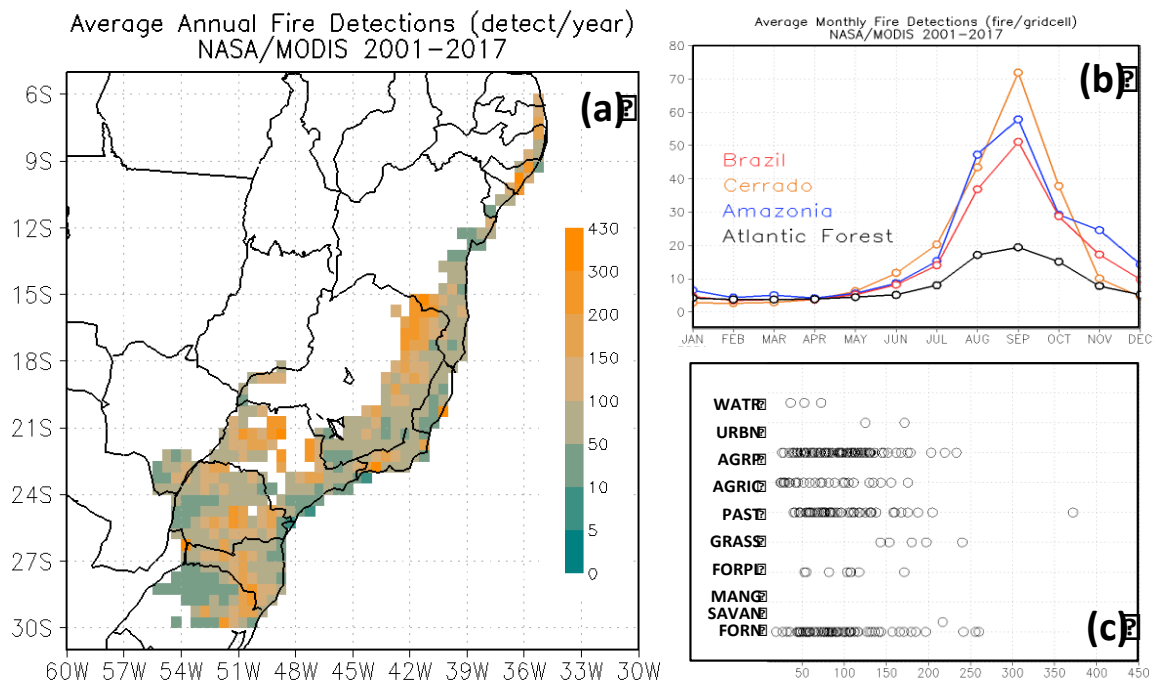 Average Annual Fire Detections (detect/year)
NASA/MODIS 2001-2017
(a)
6S
9S
12S
15S
18S
21S
24S
27S
30S
60W 57W 54W 51W 48W 45W 42W 39W 36W 33W 30W
430
300
200
150
100
50
10
5
0
Average Monthly Fire Detections (fire/gridcell)
NASA/MODIS 2001-2017
(b)
80
70
60
50
40
30
20
10
0
Brazil
Cerrado
Amazonia
Atlantic Forest
JAN FEB MAR APR MAY JUN JUL AUG SEP OCT NOV DEC
WATR
URBN
AGRP
AGRIC
PAST
GRASS
FORPL
MANG
SAVAN
FORN
(c)
50 100 150 200 250 300 350 400 450